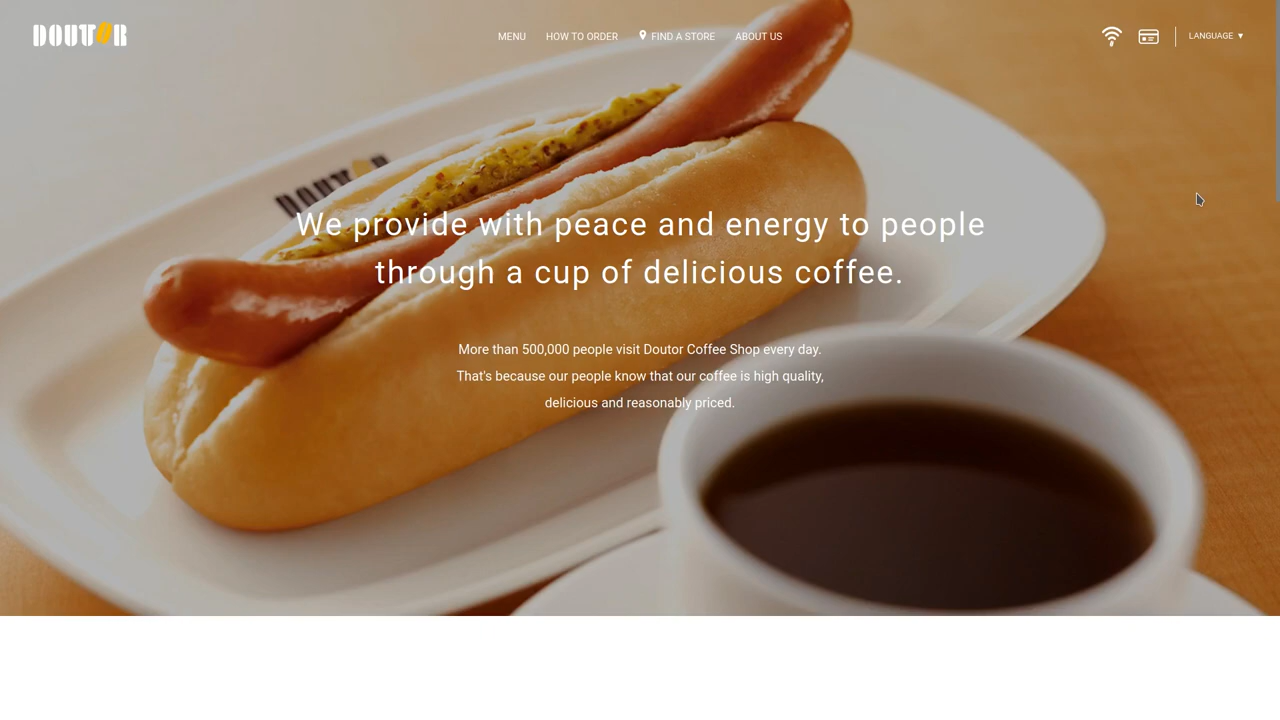 DOUTOR
MENU
HOW TO ORDER
FIND A STORE
ABOUT US
LANGUAGE ▼
DOUTOR
We provide with peace and energy to people
through a cup of delicious coffee.
More than 500,000 people visit Doutor Coffee Shop every day.
That's because our people know that our coffee is high quality,
delicious and reasonably priced.